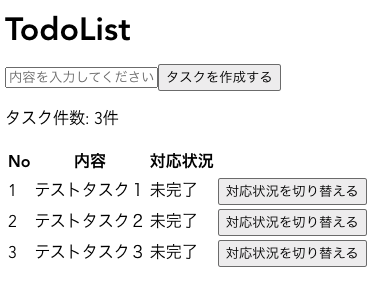 TodoList
内容を入力してください タスクを作成する
タスク件数: 3件
No 内容 対応状況
1 テストタスク１ 未完了 対応状況を切り替える
2 テストタスク２ 未完了 対応状況を切り替える
3 テストタスク３ 未完了 対応状況を切り替える